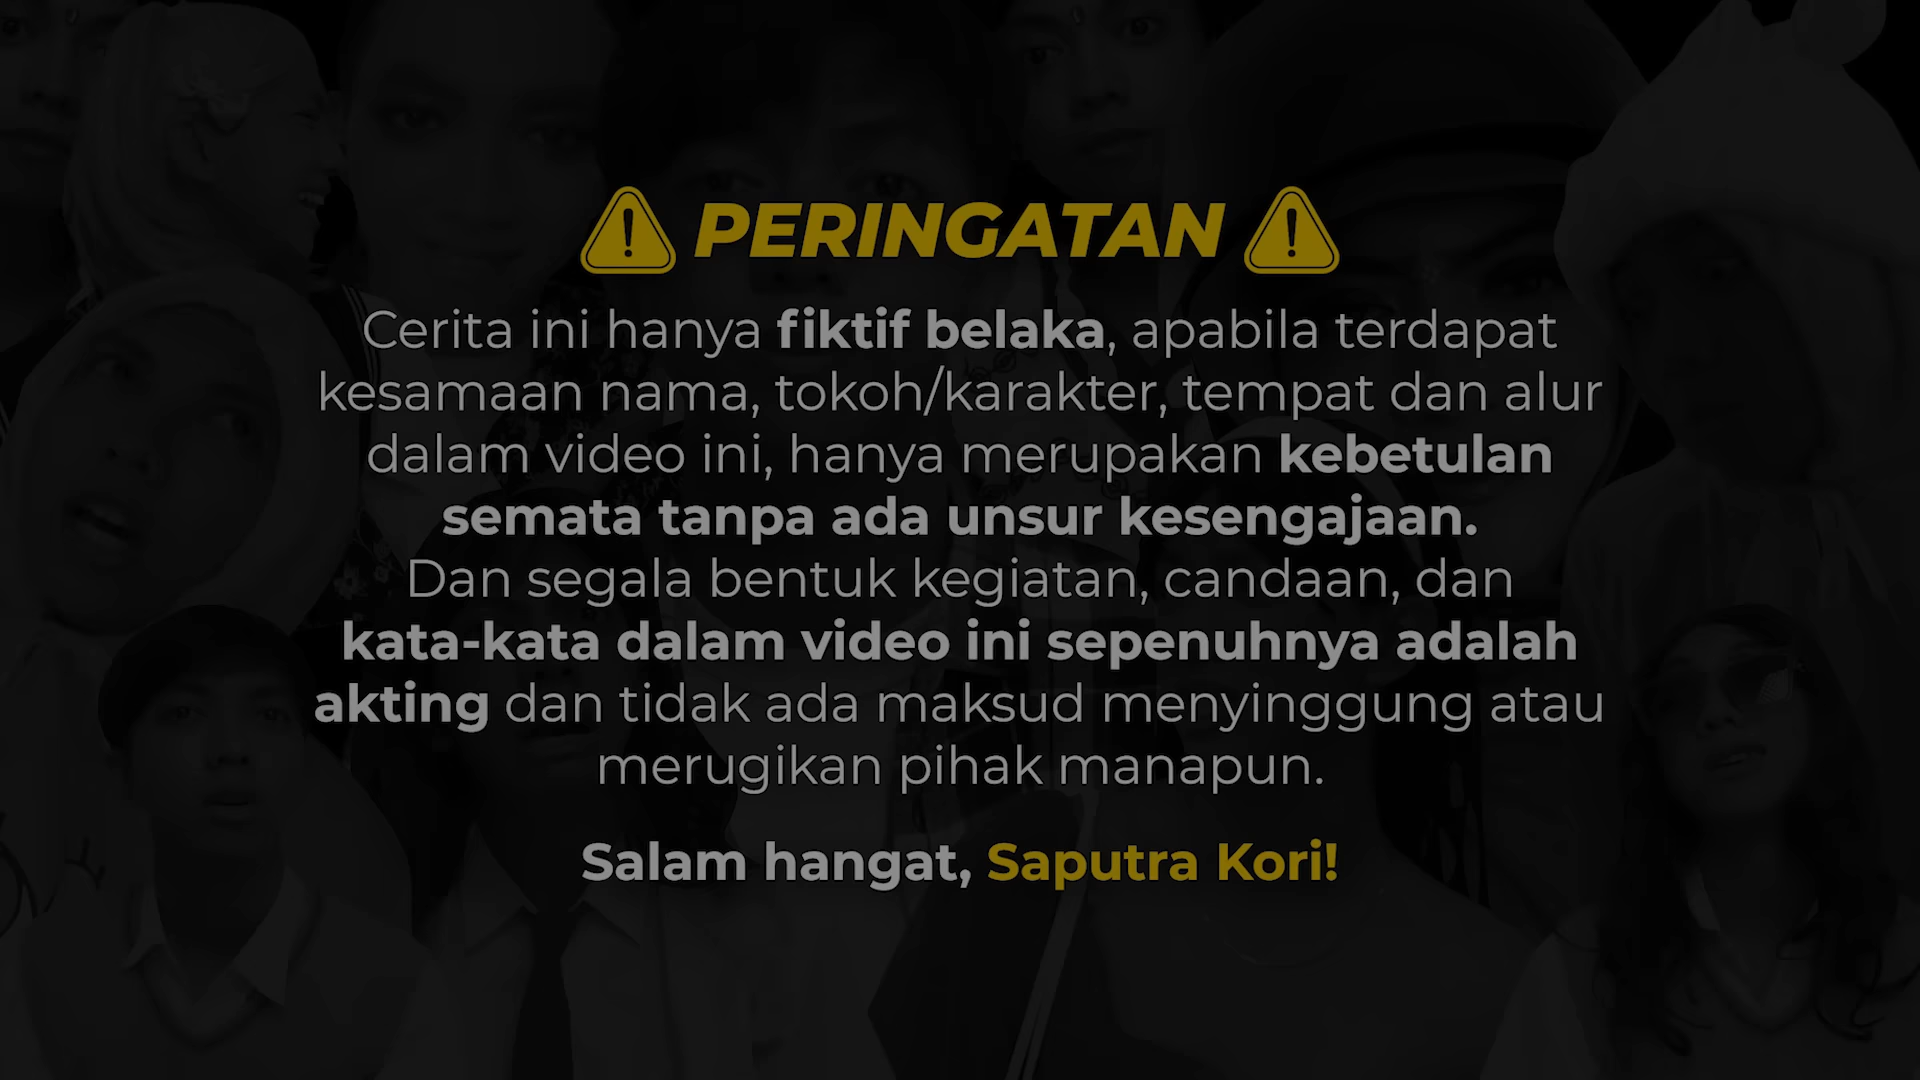 PERINGATAN
Cerita ini hanya fiktif belaka, apabila terdapat
kesamaan nama, tokoh/karakter, tempat dan alur
dalam video ini, hanya merupakan kebetulan
semata tanpa ada unsur kesengajaan.
Dan segala bentuk kegiatan, candaan, dan
kata-kata dalam video ini sepenuhnya adalah
akting dan tidak ada maksud menyinggung atau
merugikan pihak manapun.
Salam hangat, Saputra Kori!